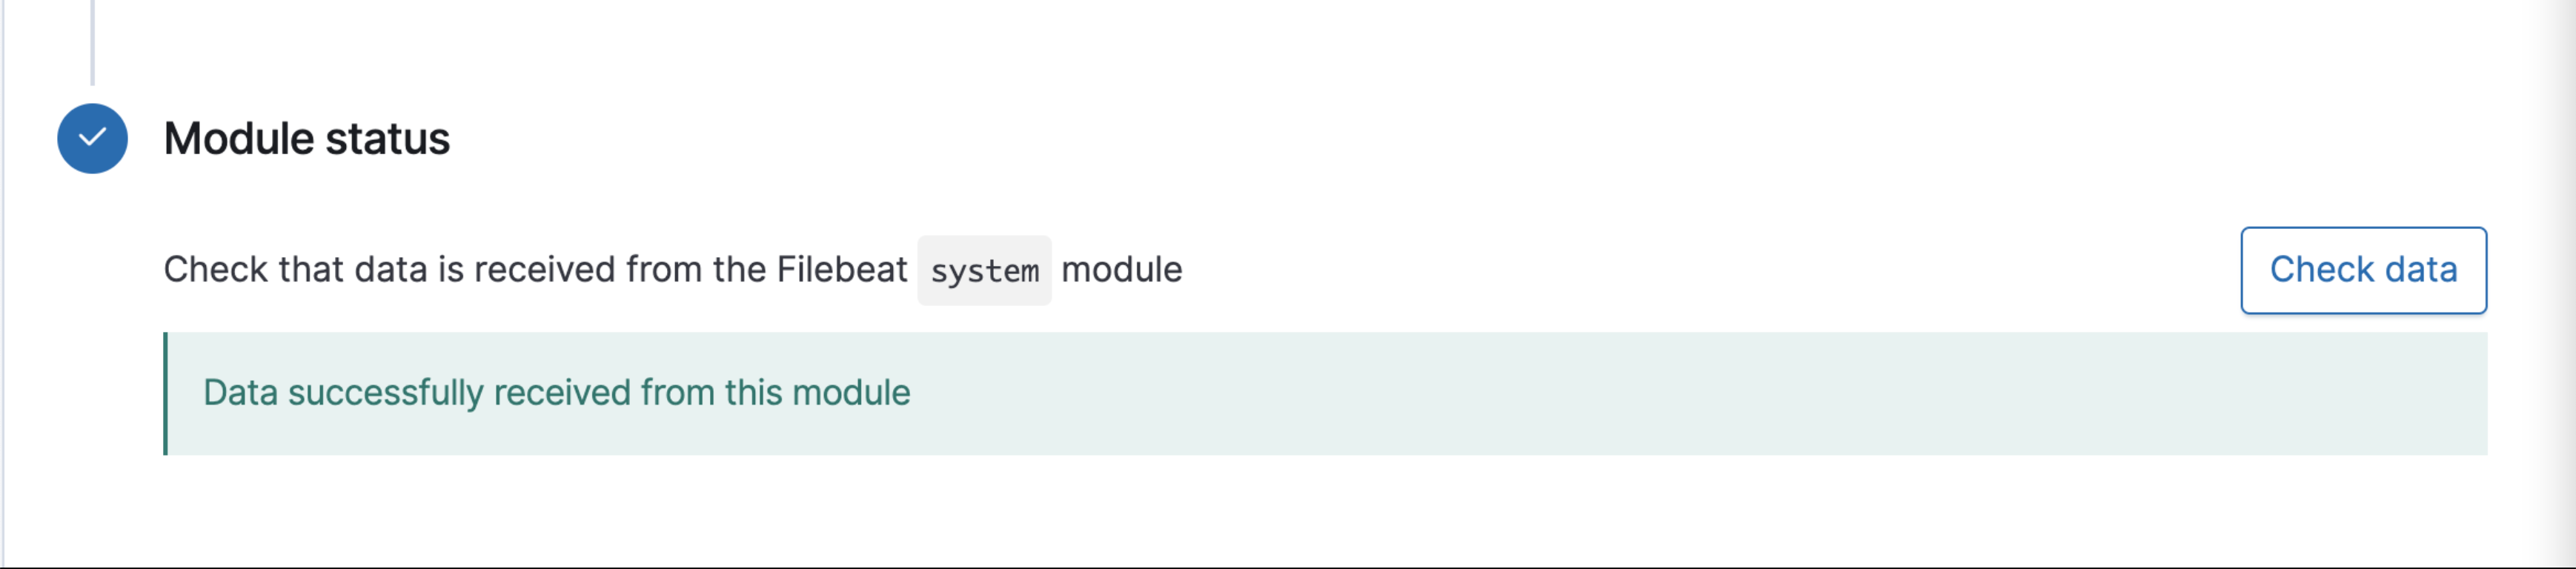 Module status
Check that data is received from the Filebeat system module
Check data
Data successfully received from this module